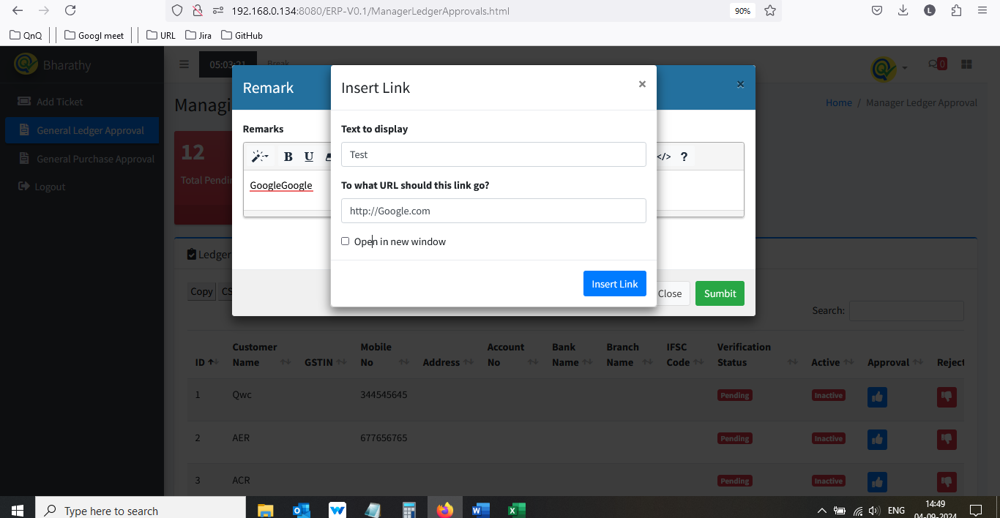 192.168.0.134:8080/ERP-V0.1/ManagerLedgerApprovals.html
90%
L
QnQ
Googl meet
URL
Jira
GitHub
Bharathy
05:03:21
Break
0
Add Ticket
General Ledger Approval
General Purchase Approval
Logout
Managi
Home / Manager Ledger Approval
12
Total Pendin
Remark
×
Remarks
B U
</> ?
GoogleGoogle
Close
Sumbit
Insert Link
×
Text to display
Test
To what URL should this link go?
http://Google.com
Open in new window
Insert Link
Ledger
Copy
CS
Search:
ID Customer Name GSTIN Mobile No Address Account No Bank Name Branch Name IFSC Code Verification Status Active Approval Reject
1 Qwc 344545645 Pending Inactive
2 AER 677656765 Pending Inactive
3 ACR Pending Inactive
Type here to search
ENG
14:49
04-09-2024